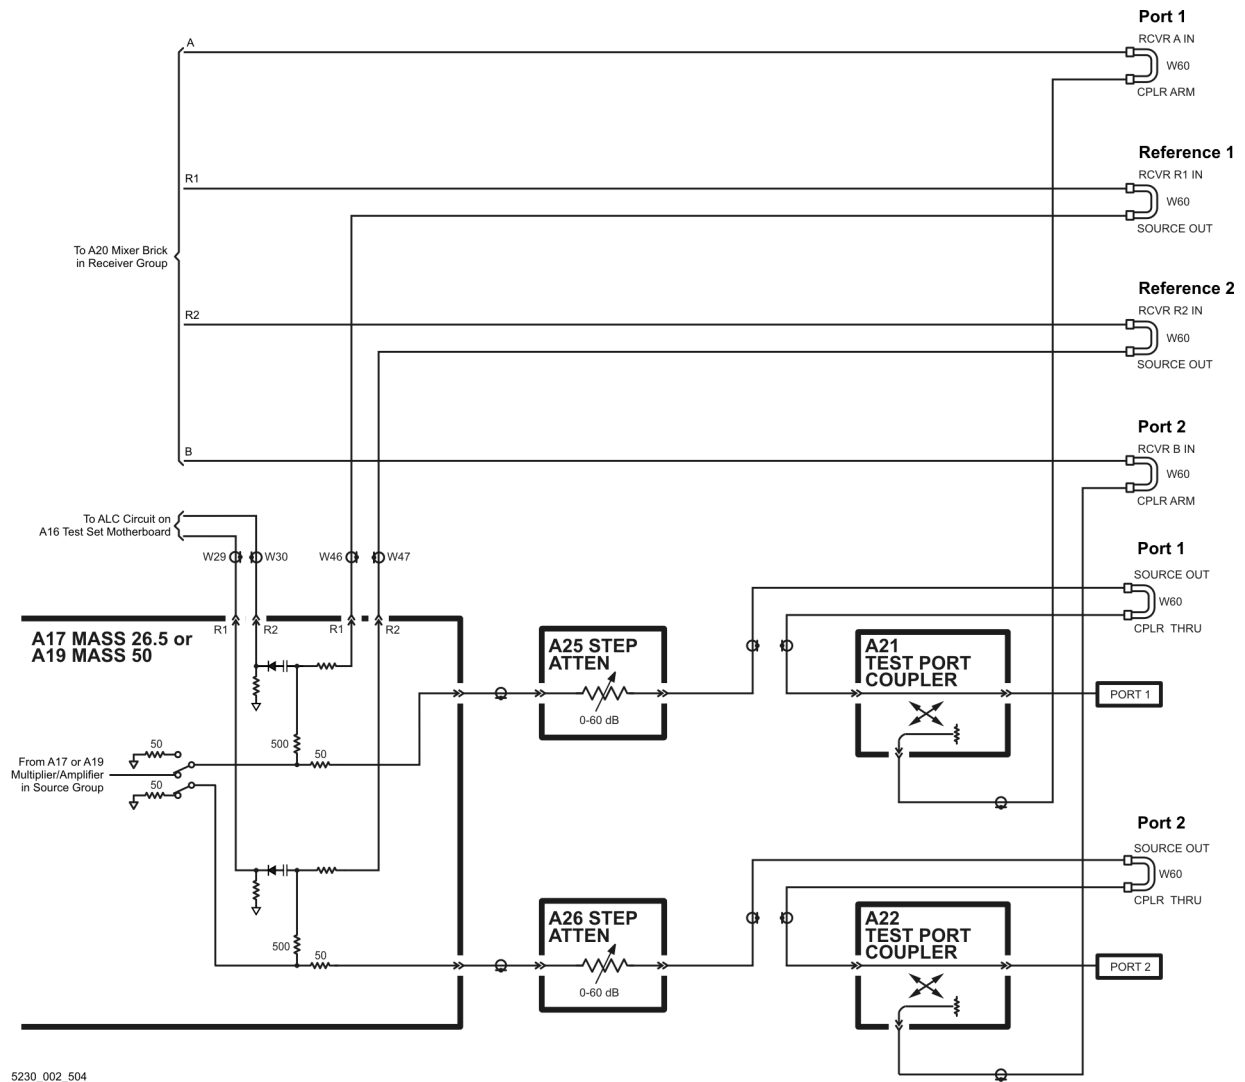 Port 1
A
RCVR A IN
W60
CPLR ARM
Reference 1
R1
RCVR R1 IN
W60
SOURCE OUT
To A20 Mixer Brick
in Receiver Group
Reference 2
R2
RCVR R2 IN
W60
SOURCE OUT
Port 2
B
RCVR B IN
W60
CPLR ARM
To ALC Circuit on
A16 Test Set Motherboard
W29
W30
W46
W47
Port 1
SOURCE OUT
W60
CPLR THRU
R1
R2
R1
R2
A17 MASS 26.5 or
A19 MASS 50
A25 STEP
ATTEN
0-60 dB
A21
TEST PORT
COUPLER
PORT 1
500
50
50
From A17 or A19
Multiplier/Amplifier
in Source Group
50
Port 2
SOURCE OUT
W60
CPLR THRU
500
50
A26 STEP
ATTEN
0-60 dB
A22
TEST PORT
COUPLER
PORT 2
5230_002_504